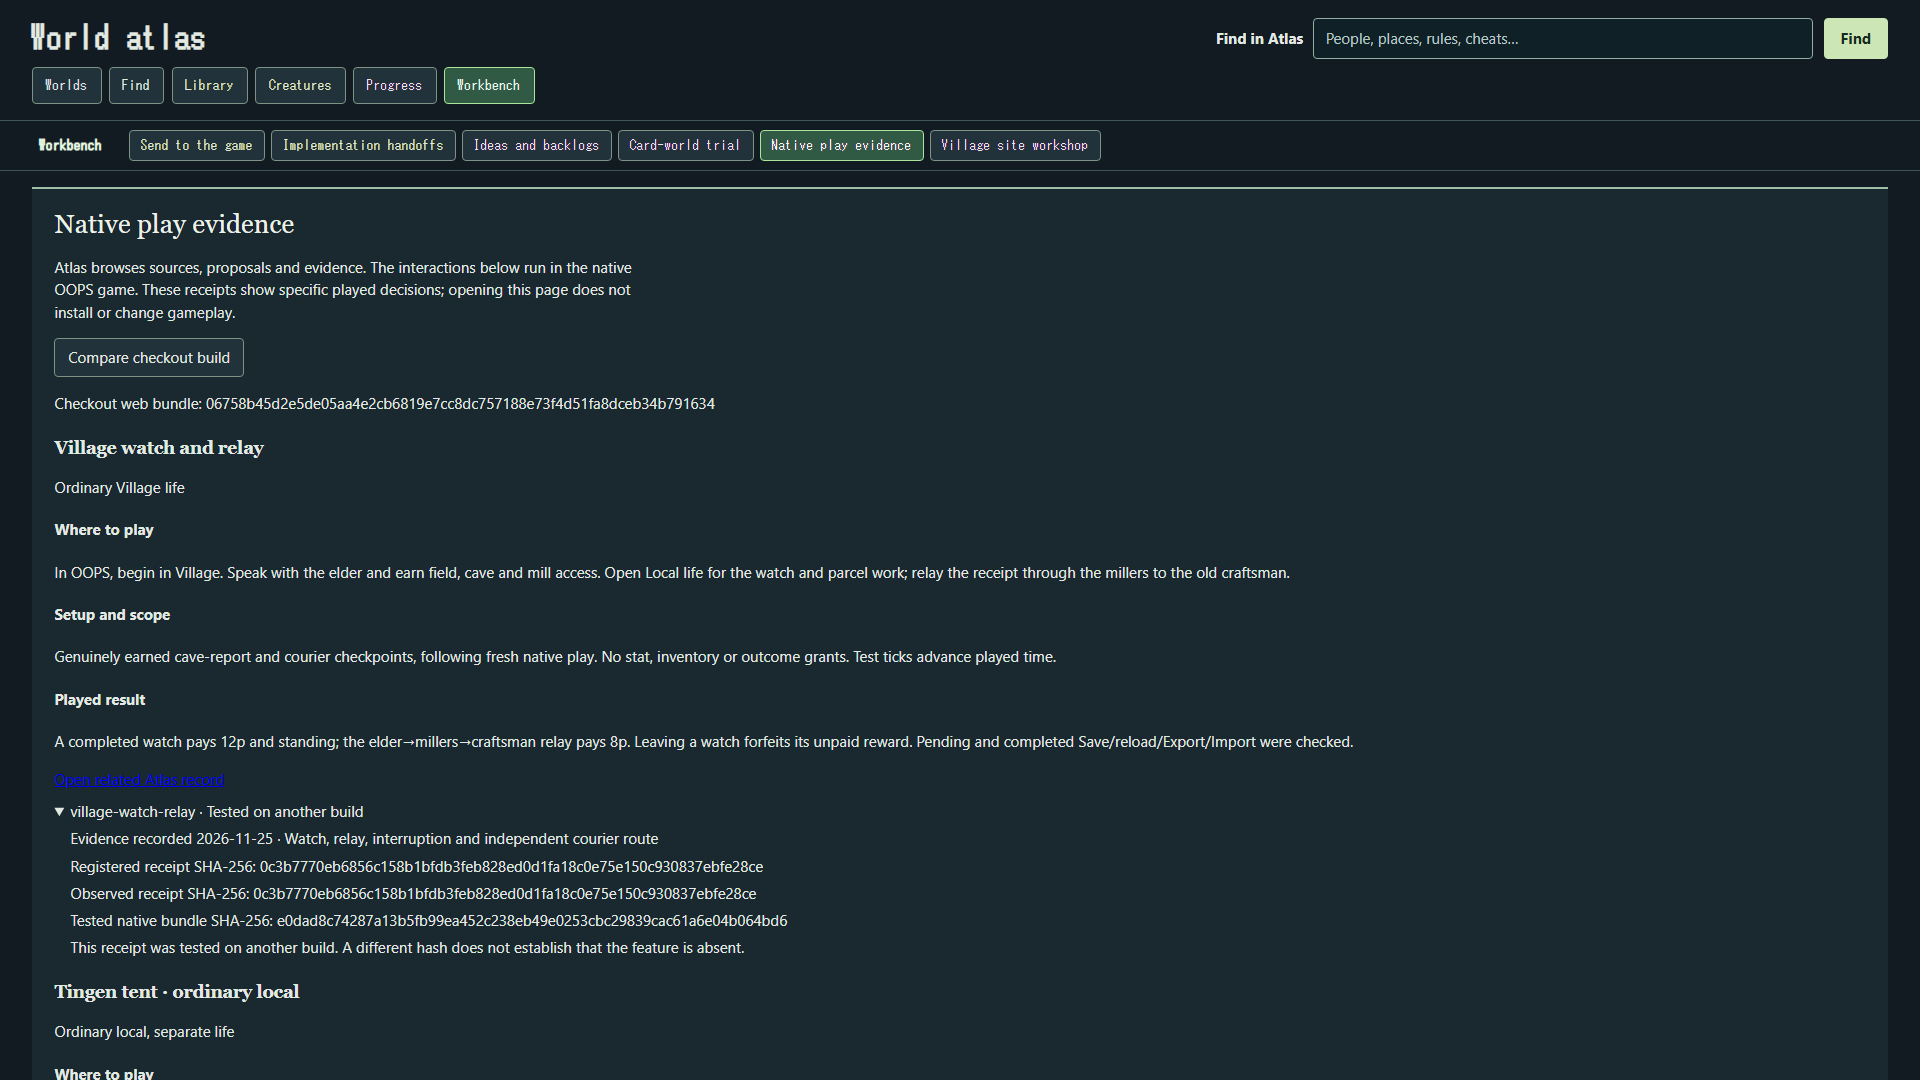 World atlas
Find in Atlas
People, places, rules, cheats...
Find
Worlds
Find
Library
Creatures
Progress
Workbench
Workbench
Send to the game
Implementation handoffs
Ideas and backlogs
Card-world trial
Native play evidence
Village site workshop
Native play evidence
Atlas browses sources, proposals and evidence. The interactions below run in the native
OOPS game. These receipts show specific played decisions; opening this page does not
install or change gameplay.
Compare checkout build
Checkout web bundle: 06758b45d2e5de05aa4e2cb6819e7cc8dc757188e73f4d51fa8dceb34b791634
Village watch and relay
Ordinary Village life
Where to play
In OOPS, begin in Village. Speak with the elder and earn field, cave and mill access. Open Local life for the watch and parcel work; relay the receipt through the millers to the old craftsman.
Setup and scope
Genuinely earned cave-report and courier checkpoints, following fresh native play. No stat, inventory or outcome grants. Test ticks advance played time.
Played result
A completed watch pays 12p and standing; the elder→millers→craftsman relay pays 8p. Leaving a watch forfeits its unpaid reward. Pending and completed Save/reload/Export/Import were checked.
Open related Atlas record
▼ village-watch-relay · Tested on another build
Evidence recorded 2026-11-25 · Watch, relay, interruption and independent courier route
Registered receipt SHA-256: 0c3b7770eb6856c158b1bfdb3feb828ed0d1fa18c0e75e150c930837ebfe28ce
Observed receipt SHA-256: 0c3b7770eb6856c158b1bfdb3feb828ed0d1fa18c0e75e150c930837ebfe28ce
Tested native bundle SHA-256: e0dad8c74287a13b5fb99ea452c238eb49e0253cbc29839cac61a6e04b064bd6
This receipt was tested on another build. A different hash does not establish that the feature is absent.
Tingen tent · ordinary local
Ordinary local, separate life
Where to play